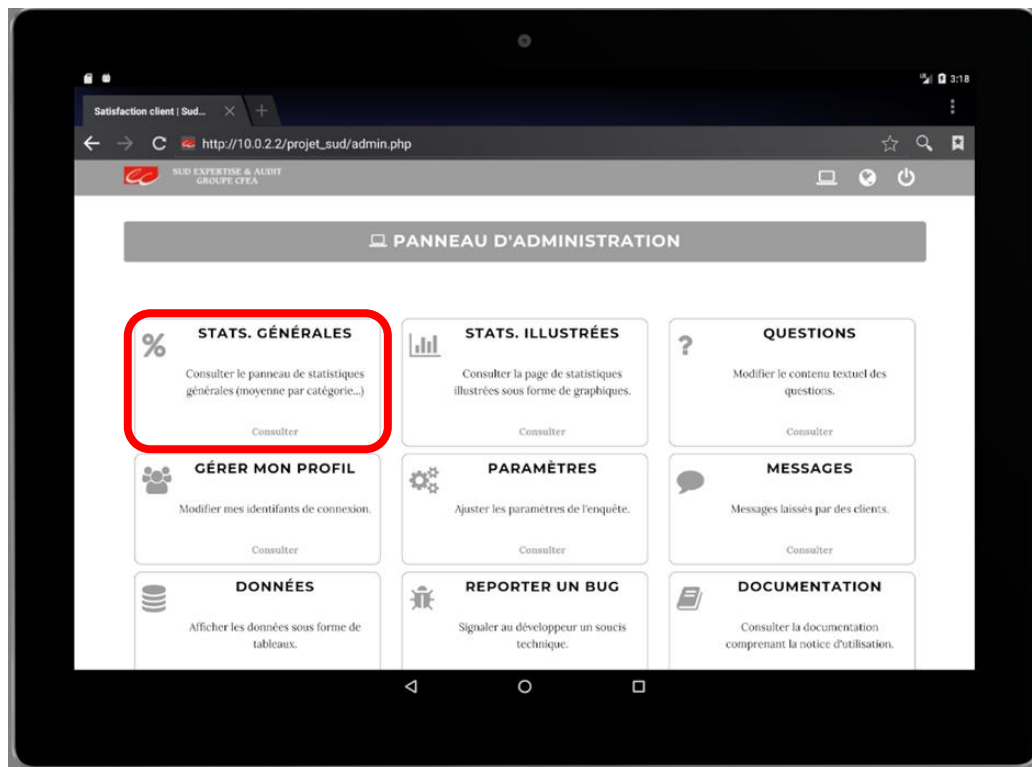 3:18
Satisfaction client | Sud...
http://10.0.2.2/projet_sud/admin.php
SUD EXPERTISE & AUDIT
GROUPE CFEA
PANNEAU D'ADMINISTRATION
STATS. GÉNÉRALES
Consulter le panneau de statistiques
générales (moyenne par catégorie...)
Consulter
STATS. ILLUSTRÉES
Consulter la page de statistiques
illustrées sous forme de graphiques.
Consulter
QUESTIONS
Modifier le contenu textuel des
questions.
Consulter
GÉRER MON PROFIL
Modifier mes identifants de connexion.
Consulter
PARAMÈTRES
Ajuster les paramètres de l'enquête.
Consulter
MESSAGES
Messages laissés par des clients.
Consulter
DONNÉES
Afficher les données sous forme de
tableaux.
REPORTER UN BUG
Signaler au développeur un soucis
technique.
DOCUMENTATION
Consulter la documentation
comprenant la notice d'utilisation.